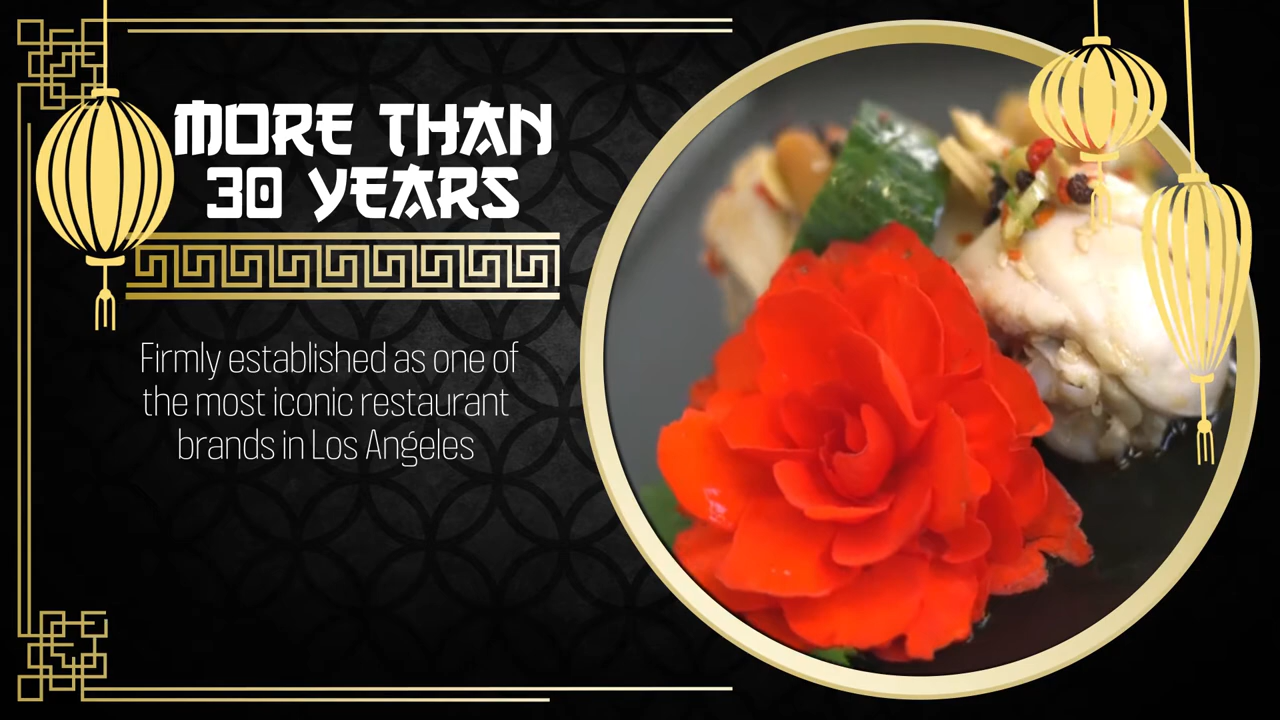 MORE THAN
30 YEARS
Firmly established as one of
the most iconic restaurant
brands in Los Angeles